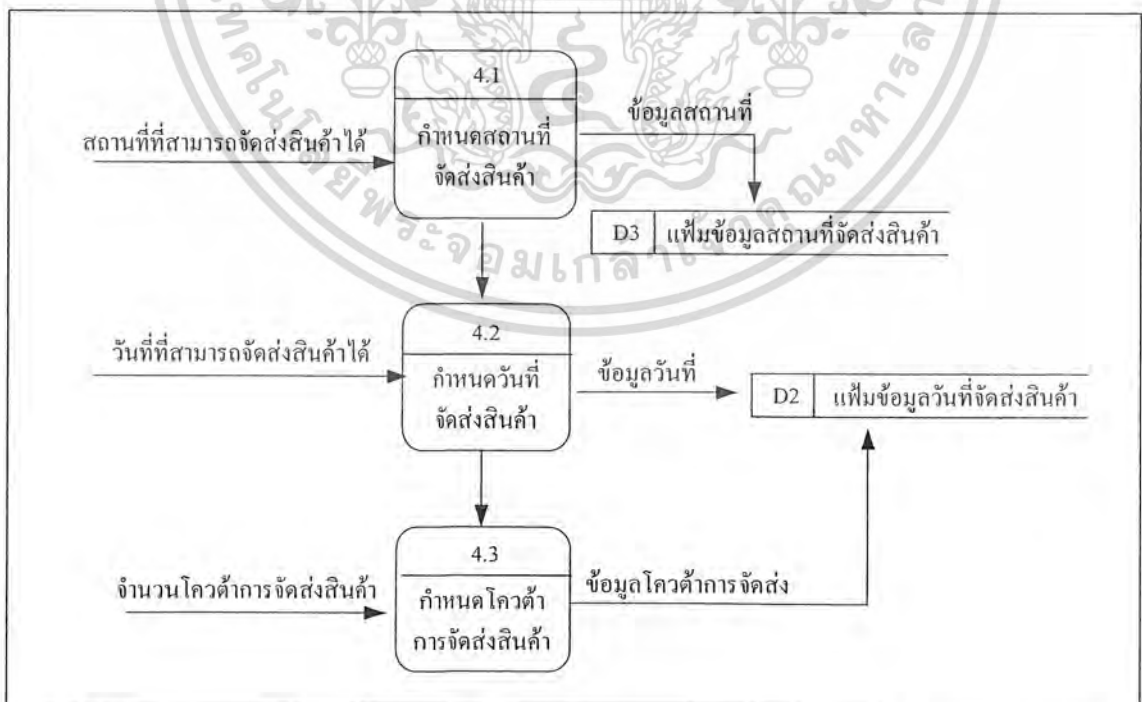 4.1
สถานที่ที่สามารถจัดส่งสินค้าได้
กำหนดสถานที่
จัดส่งสินค้า
ข้อมูลสถานที่
D3 แฟ้มข้อมูลสถานที่จัดส่งสินค้า
4.2
วันที่ที่สามารถจัดส่งสินค้าได้
กำหนดวันที่
จัดส่งสินค้า
ข้อมูลวันที่
D2 แฟ้มข้อมูลวันที่จัดส่งสินค้า
4.3
จำนวนโควต้าการจัดส่งสินค้า
กำหนดโควต้า
การจัดส่งสินค้า
ข้อมูลโควต้าการจัดส่ง